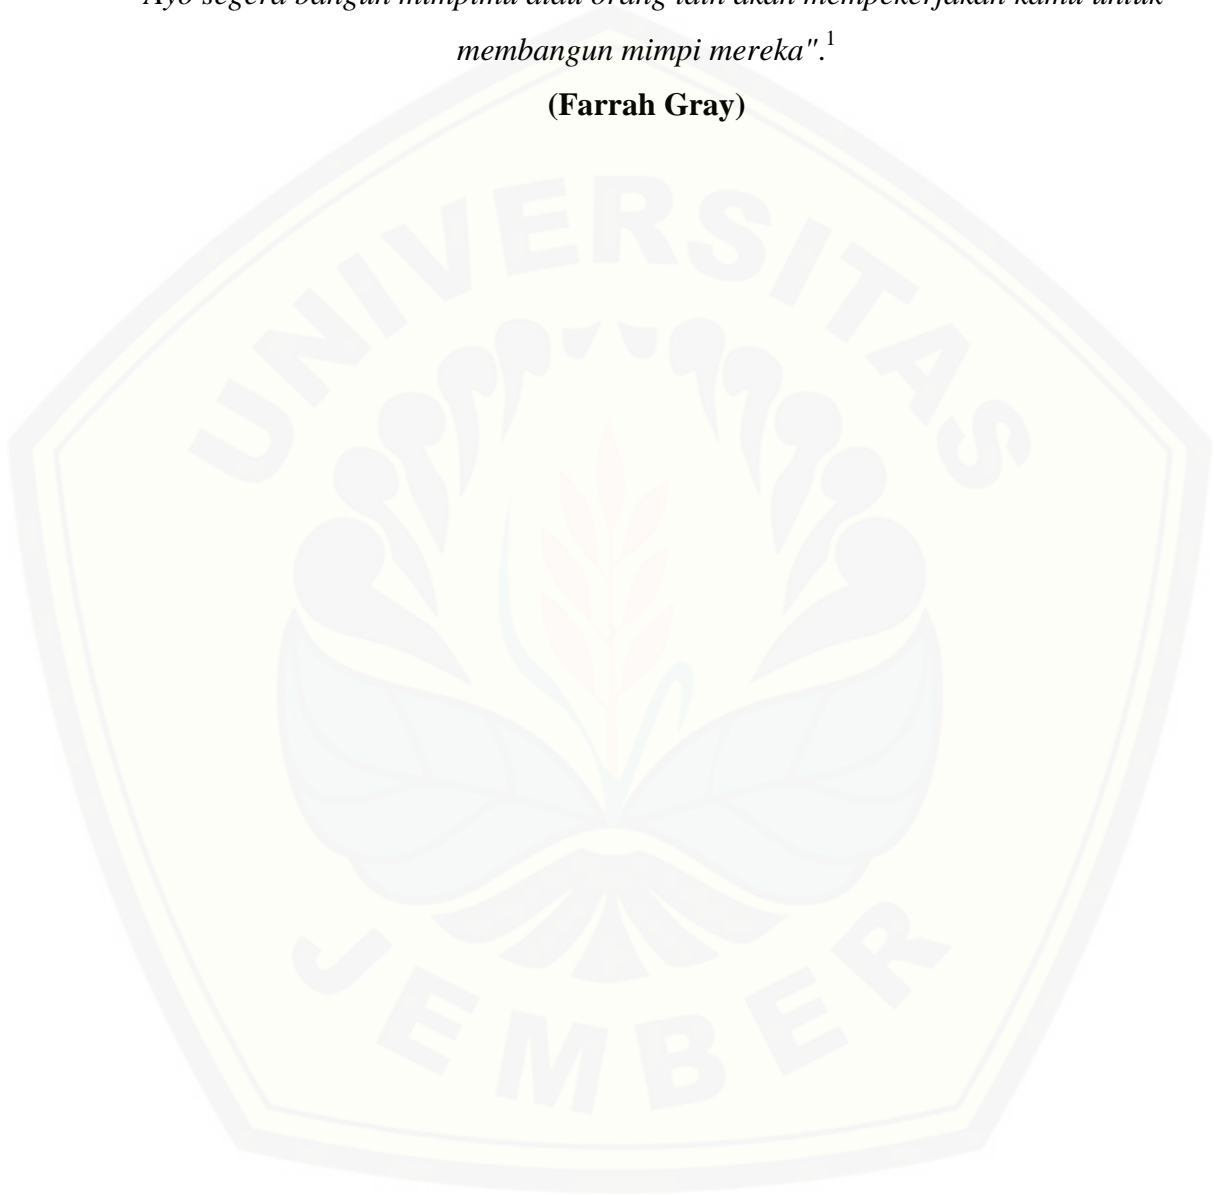 Ayo segera bangun mimpimu atau orang lain akan mempekerjakan kamu untuk
membangun mimpi mereka".¹
(Farrah Gray)
UNIVERSITAS
JEMBER